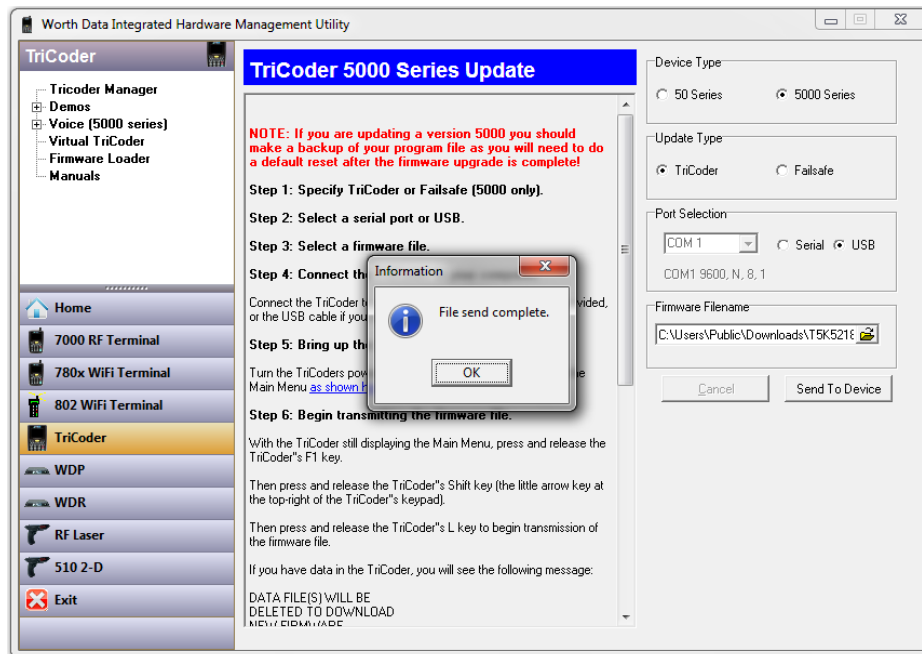 Worth Data Integrated Hardware Management Utility
TriCoder
Tricoder Manager
Demos
Voice (5000 series)
Virtual TriCoder
Firmware Loader
Manuals
Home
7000 RF Terminal
780x WiFi Terminal
802 WiFi Terminal
TriCoder
WDP
WDR
RF Laser
510 2-D
Exit
TriCoder 5000 Series Update
NOTE: If you are updating a version 5000 you should
make a backup of your program file as you will need to do
a default reset after the firmware upgrade is complete!
Step 1: Specify TriCoder or Failsafe (5000 only).
Step 2: Select a serial port or USB.
Step 3: Select a firmware file.
Step 4: Connect the
Connect the TriCoder t vided,
or the USB cable if you
Step 5: Bring up the
Turn the TriCoders pow the
Main Menu as shown h
Step 6: Begin transmitting the firmware file.
With the TriCoder still displaying the Main Menu, press and release the
TriCoder"s F1 key.
Then press and release the TriCoder"s Shift key (the little arrow key at
the top-right of the TriCoder"s keypad).
Then press and release the TriCoder"s L key to begin transmission of
the firmware file.
If you have data in the TriCoder, you will see the following message:
DATA FILE(S) WILL BE
DELETED TO DOWNLOAD
NEW FIRMWARE
Information
File send complete.
OK
Device Type
50 Series
5000 Series
Update Type
TriCoder
Failsafe
Port Selection
COM 1
Serial
USB
COM1 9600, N, 8, 1
Firmware Filename
C:\Users\Public\Downloads\T5K5218
Cancel
Send To Device